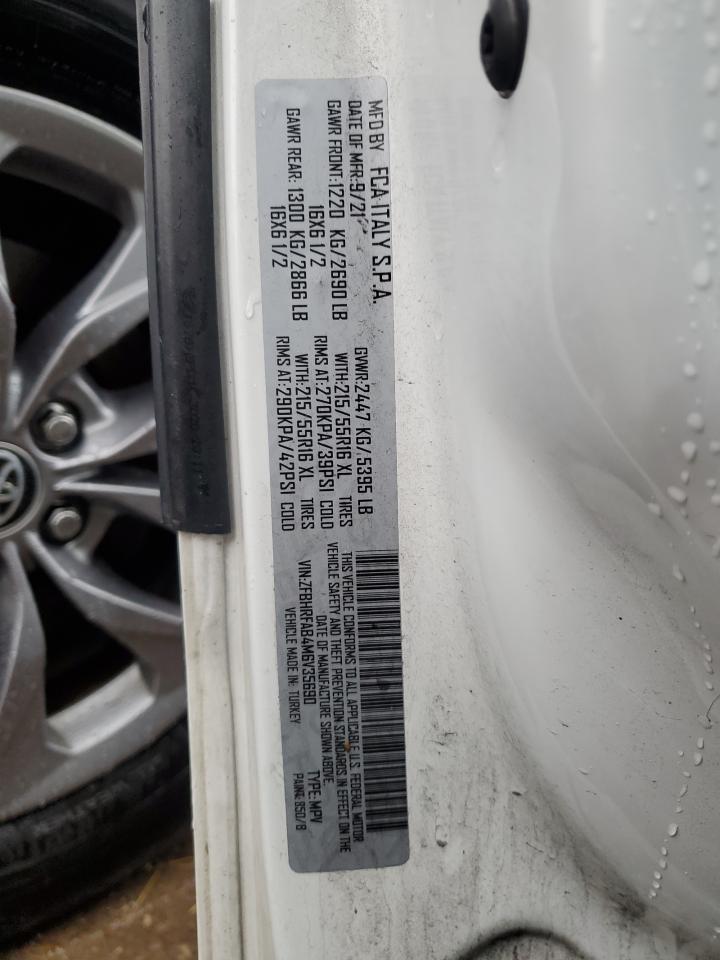 MFD BY FCA ITALY S.P.A.
DATE OF MFR:9/21 GVWR:2447 KG/5395 LB
GAWR FRONT:1220 KG/2690 LB WITH:215/55R16 XL TIRES
16X6 1/2 RIMS AT:270KPA/39PSI COLD
GAWR REAR: 1300 KG/2866 LB WITH:215/55R16 XL TIRES
16X6 1/2 RIMS AT:290KPA/42PSI COLD
THIS VEHICLE CONFORMS TO ALL APPLICABLE U.S. FEDERAL MOTOR
VEHICLE SAFETY AND THEFT PREVENTION STANDARDS IN EFFECT ON THE
DATE OF MANUFACTURE SHOWN ABOVE.
VIN:ZFBHRFAB4M6V35690 TYPE:MPV
VEHICLE MADE IN: TURKEY PAINT: 850/B